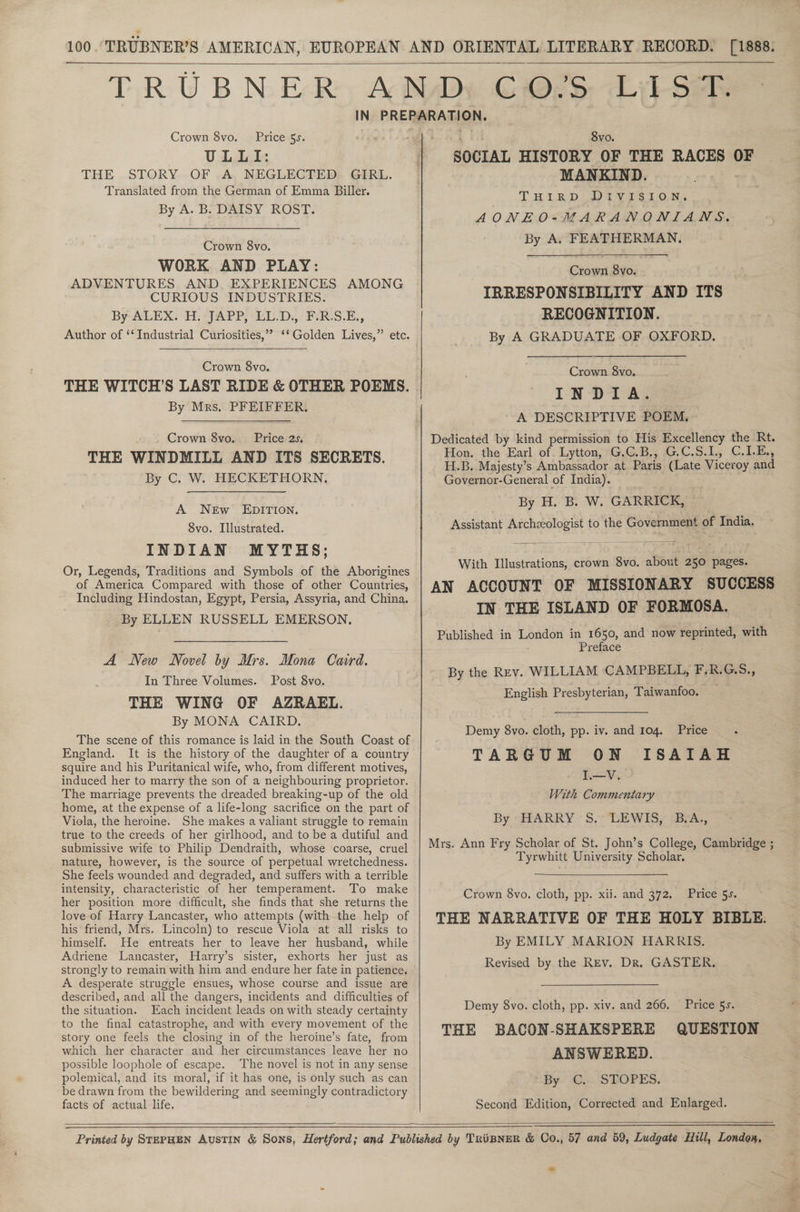 100 TRÜBNER'S AMERICAN, EUROPEAN AND ORIENTAL LITERARY RECORD. [1888.
TRÜBNER AND CO.'S LIST.
IN PREPARATION.
Crown 8vo. Price 5s.
ULLI:
THE STORY OF A NEGLECTED GIRL.
Translated from the German of Emma Biller.
By A. B. DAISY ROST.
Crown 8vo.
WORK AND PLAY:
ADVENTURES AND EXPERIENCES AMONG
CURIOUS INDUSTRIES.
By ALEX. H. JAPP, LL.D., F.R.S.E.,
Author of “Industrial Curiosities,” “Golden Lives,” etc.
Crown 8vo.
THE WITCH'S LAST RIDE & OTHER POEMS.
By Mrs. PFEIFFER.
Crown 8vo. Price 2s.
THE WINDMILL AND ITS SECRETS.
By C. W. HECKETHORN.
A NEW EDITION.
8vo. Illustrated.
INDIAN MYTHS;
Or, Legends, Traditions and Symbols of the Aborigines
of America Compared with those of other Countries,
Including Hindostan, Egypt, Persia, Assyria, and China.
By ELLEN RUSSELL EMERSON.
A New Novel by Mrs. Mona Caird.
In Three Volumes. Post 8vo.
THE WING OF AZRAEL.
By MONA CAIRD.
The scene of this romance is laid in the South Coast of
England. It is the history of the daughter of a country
squire and his Puritanical wife, who, from different motives,
induced her to marry the son of a neighbouring proprietor.
The marriage prevents the dreaded breaking-up of the old
home, at the expense of a life-long sacrifice on the part of
Viola, the heroine. She makes a valiant struggle to remain
true to the creeds of her girlhood, and to be a dutiful and
submissive wife to Philip Dendraith, whose coarse, cruel
nature, however, is the source of perpetual wretchedness.
She feels wounded and degraded, and suffers with a terrible
intensity, characteristic of her temperament. To make
her position more difficult, she finds that she returns the
love of Harry Lancaster, who attempts (with the help of
his friend, Mrs. Lincoln) to rescue Viola at all risks to
himself. He entreats her to leave her husband, while
Adriene Lancaster, Harry's sister, exhorts her just as
strongly to remain with him and endure her fate in patience.
A desperate struggle ensues, whose course and issue are
described, and all the dangers, incidents and difficulties of
the situation. Each incident leads on with steady certainty
to the final catastrophe, and with every movement of the
story one feels the closing in of the heroine's fate, from
which her character and her circumstances leave her no
possible loophole of escape. The novel is not in any sense
polemical, and its moral, if it has one, is only such as can
be drawn from the bewildering and seemingly contradictory
facts of actual life.
8vo.
SOCIAL HISTORY OF THE RACES OF
MANKIND.
THIRD DIVISION.
AONEO-MARANONIANS.
By A. FEATHERMAN.
Crown 8vo.
IRRESPONSIBILITY AND ITS
RECOGNITION.
By A GRADUATE OF OXFORD.
Crown 8vo.
INDIA.
A DESCRIPTIVE POEM.
Dedicated by kind permission to His Excellency the Rt.
Hon. the Earl of Lytton, G.C.B., G.C.S.I., C.I.E.,
H.B. Majesty's Ambassador at Paris (Late Viceroy and
Governor-General of India).
By H. B. W. GARRICK,
Assistant Archæologist to the Government of India.
With Illustrations, crown 8vo. about 250 pages.
AN ACCOUNT OF MISSIONARY SUCCESS
IN THE ISLAND OF FORMOSA.
Published in London in 1650, and now reprinted, with
Preface
By the REV. WILLIAM CAMPBELL, F.R.G.S.,
English Presbyterian, Taiwanfoo.
Demy 8vo. cloth, pp. iv. and 104. Price .
TARGUM ON ISAIAH
I.—V.
With Commentary
By HARRY S. LEWIS, B.A.,
Mrs. Ann Fry Scholar of St. John's College, Cambridge;
Tyrwhitt University Scholar.
Crown 8vo. cloth, pp. xii. and 372. Price 5s.
THE NARRATIVE OF THE HOLY BIBLE.
By EMILY MARION HARRIS.
Revised by the REV. DR. GASTER.
Demy 8vo. cloth, pp. xiv. and 266. Price 5s.
THE BACON-SHAKSPERE QUESTION
ANSWERED.
By C. STOPES.
Second Edition, Corrected and Enlarged.
Printed by STEPHEN AUSTIN & SONS, Hertford; and Published by TRÜBNER & Co., 57 and 59, Ludgate Hill, London.